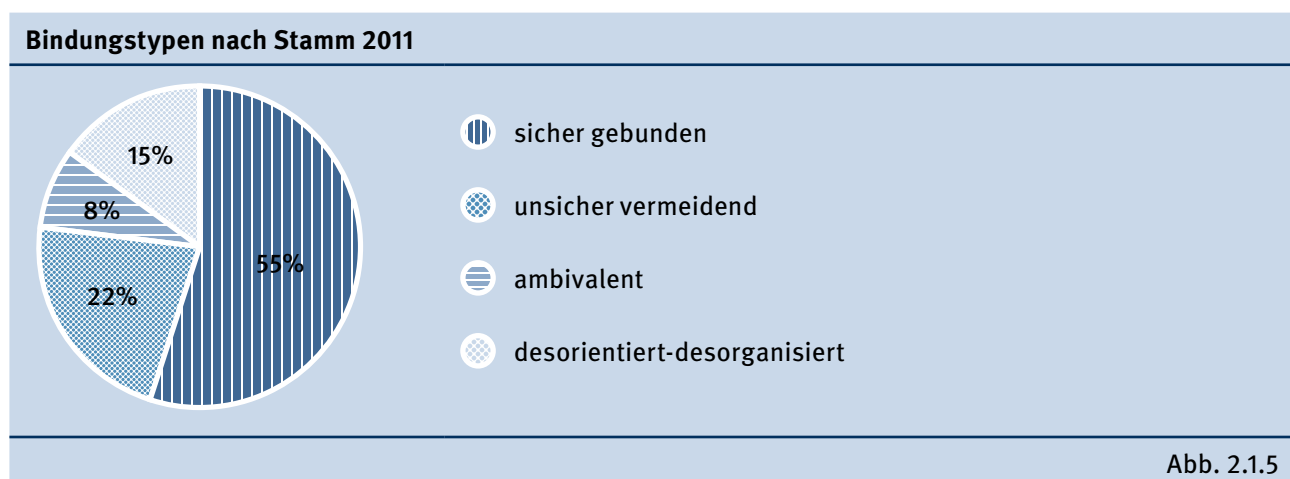 Bindungstypen nach Stamm 2011
15%
8%
55%
22%
sicher gebunden
unsicher vermeidend
ambivalent
desorientiert-desorganisiert
Abb. 2.1.5